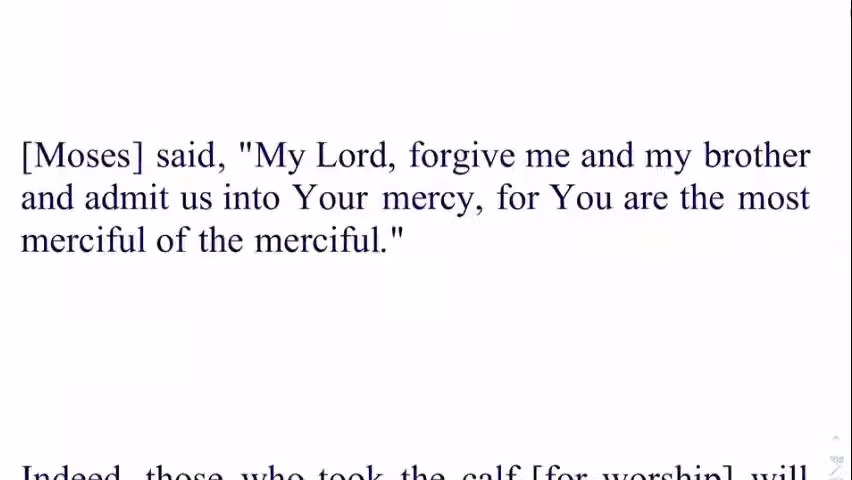 [Moses] said, "My Lord, forgive me and my brother
and admit us into Your mercy, for You are the most
merciful of the merciful."
Indeed, those who took the calf [for worship] will